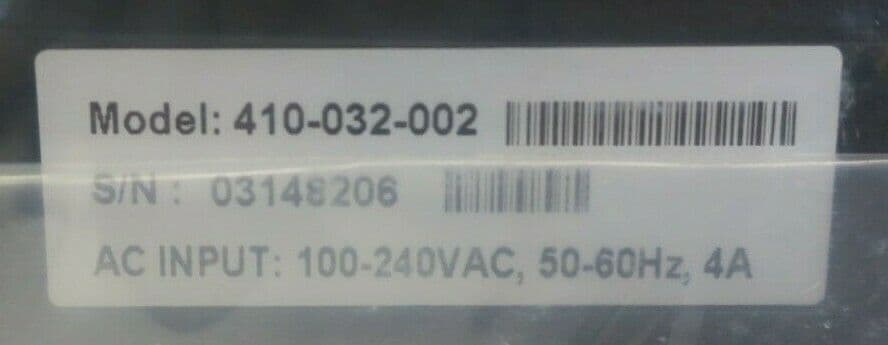 Model: 410-032-002
S/N : 03148206
AC INPUT: 100-240VAC, 50-60Hz, 4A